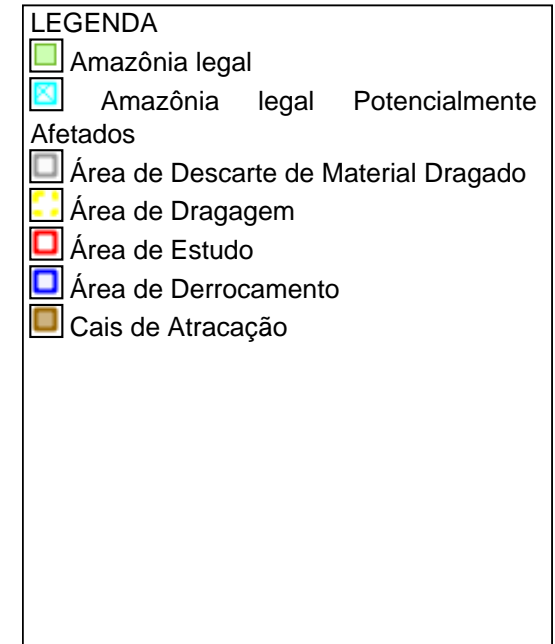 LEGENDA
Amazônia legal
Amazônia legal Potencialmente
Afetados
Área de Descarte de Material Dragado
Área de Dragagem
Área de Estudo
Área de Derrocamento
Cais de Atracação